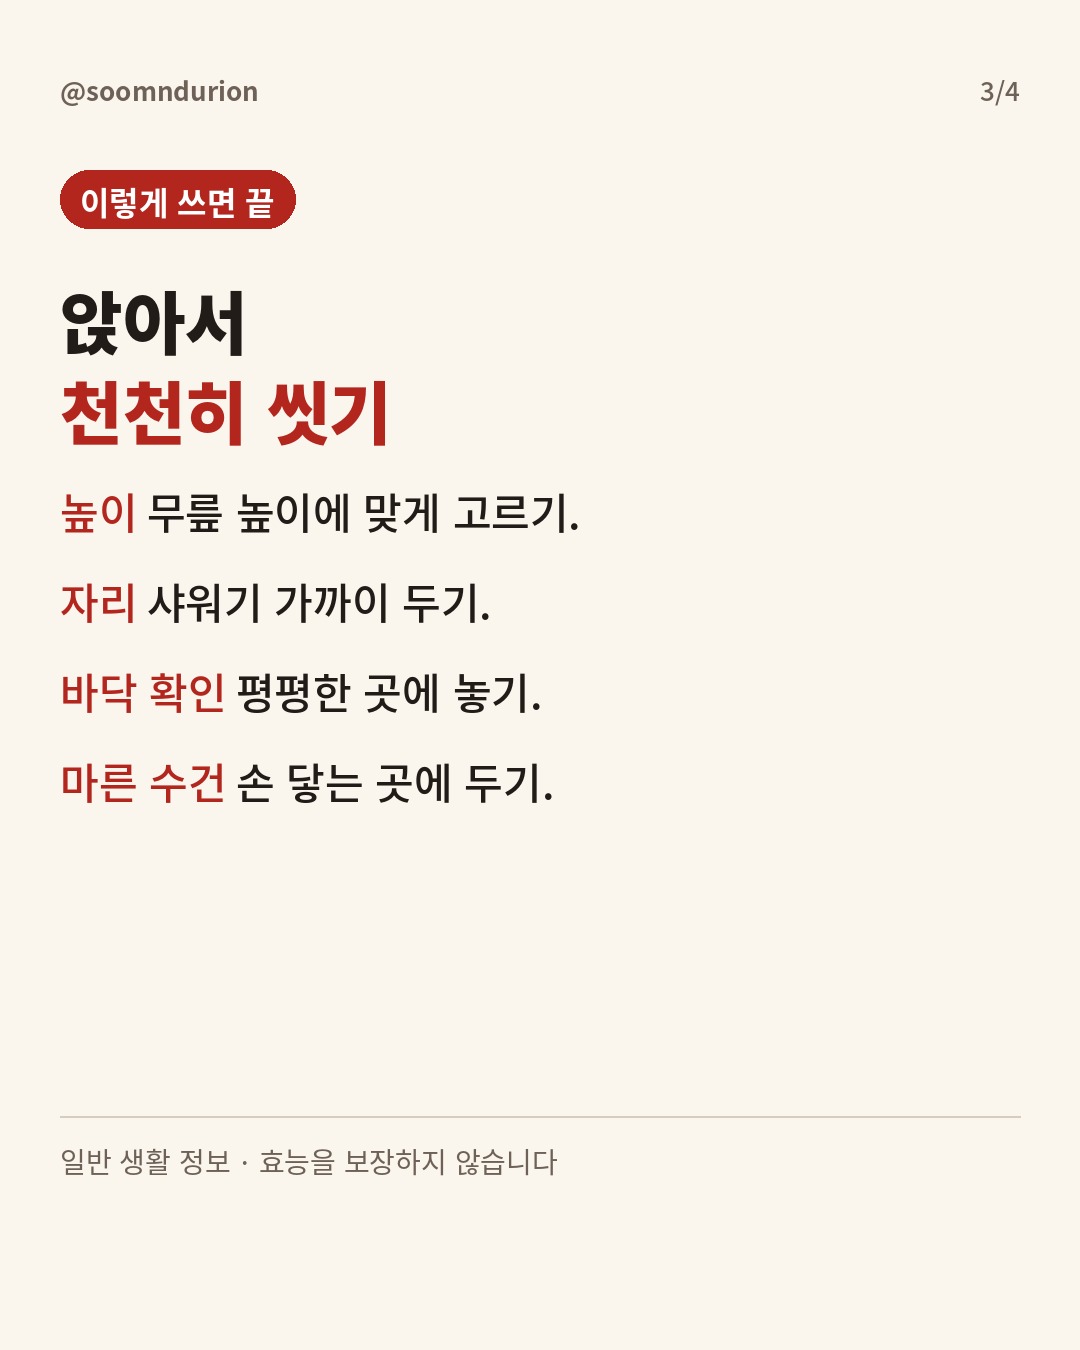 @soomndurion
3/4
이렇게 쓰면 끝
앉아서
천천히 씻기
높이 무릎 높이에 맞게 고르기.
자리 샤워기 가까이 두기.
바닥 확인 평평한 곳에 놓기.
마른 수건 손 닿는 곳에 두기.
일반 생활 정보 · 효능을 보장하지 않습니다